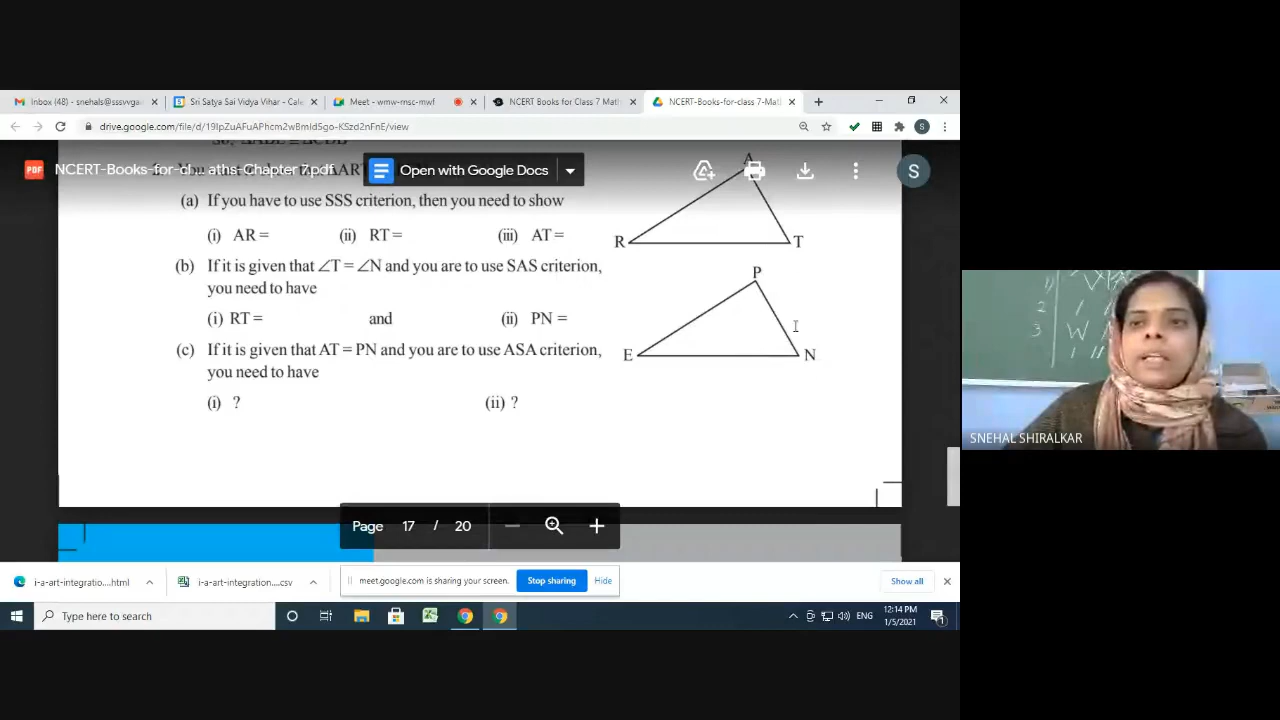 Inbox (48) - snehals@sssvvga
Sri Satya Sai Vidya Vihar - Cale
Meet - wmw-rnsc-mwf
NCERT Books for Class 7 Math
NCERT-Books-for-class 7-Mat
drive.google.com/file/d/19IpZuAFuAPhcm2wBmId5go-KSzd2nFnE/view
S
PDF
NCERT-Books-for-cl... aths-Chapter 7.pdf
Open with Google Docs
S
A
(a) If you have to use SSS criterion, then you need to show
(i) AR = (ii) RT = (iii) AT =
R T
(b) If it is given that ∠T = ∠N and you are to use SAS criterion,
you need to have
P
(i) RT = and (ii) PN =
(c) If it is given that AT = PN and you are to use ASA criterion,
E N
you need to have
(i) ? (ii) ?
SNEHAL SHIRALKAR
Page 17 / 20
i-a-art-integratio....html
i-a-art-integration....csv
meet.google.com is sharing your screen.
Stop sharing
Hide
Show all
Type here to search
ENG
12:14 PM
1/5/2021
1